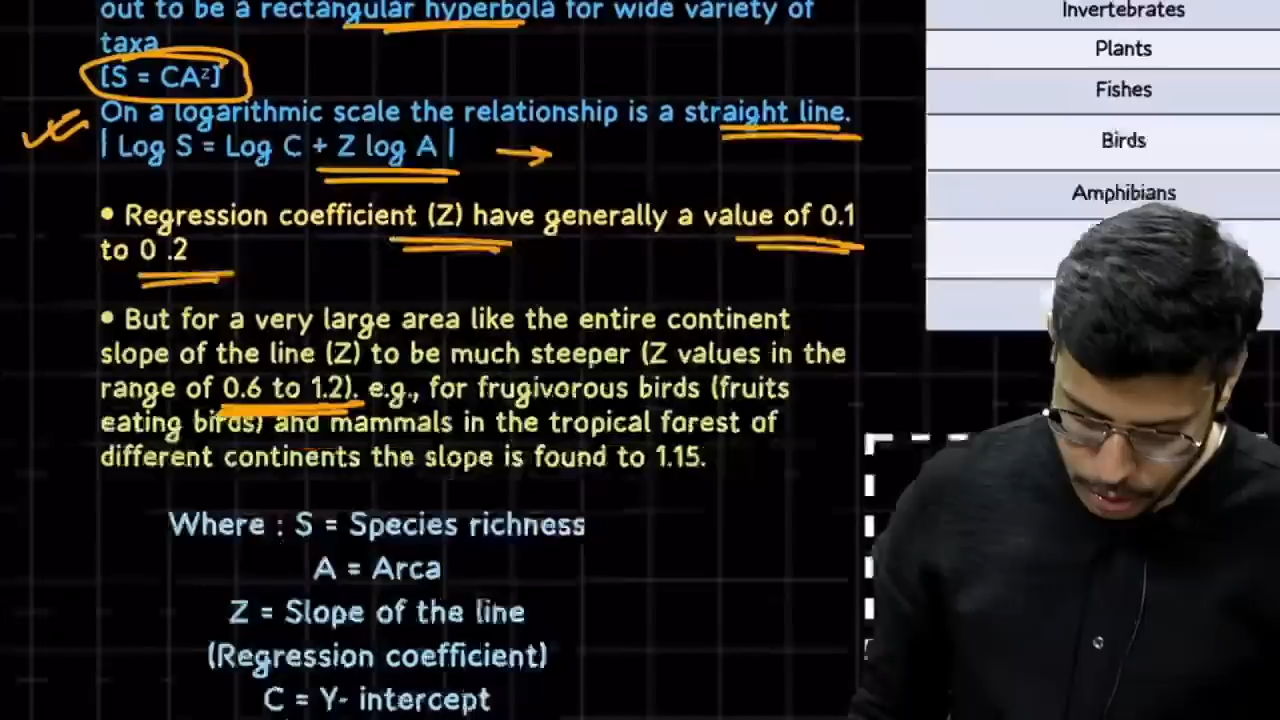 out to be a rectangular hyperbola for wide variety of
taxa
[S = CAᶻ]
On a logarithmic scale the relationship is a straight line.
| Log S = Log C + Z log A |
• Regression coefficient (Z) have generally a value of 0.1
to 0 .2
• But for a very large area like the entire continent
slope of the line (Z) to be much steeper (Z values in the
range of 0.6 to 1.2). e.g., for frugivorous birds (fruits
eating birds) and mammals in the tropical forest of
different continents the slope is found to 1.15.
Where : S = Species richness
A = Arca
Z = Slope of the line
(Regression coefficient)
C = Y- intercept
Invertebrates
Plants
Fishes
Birds
Amphibians